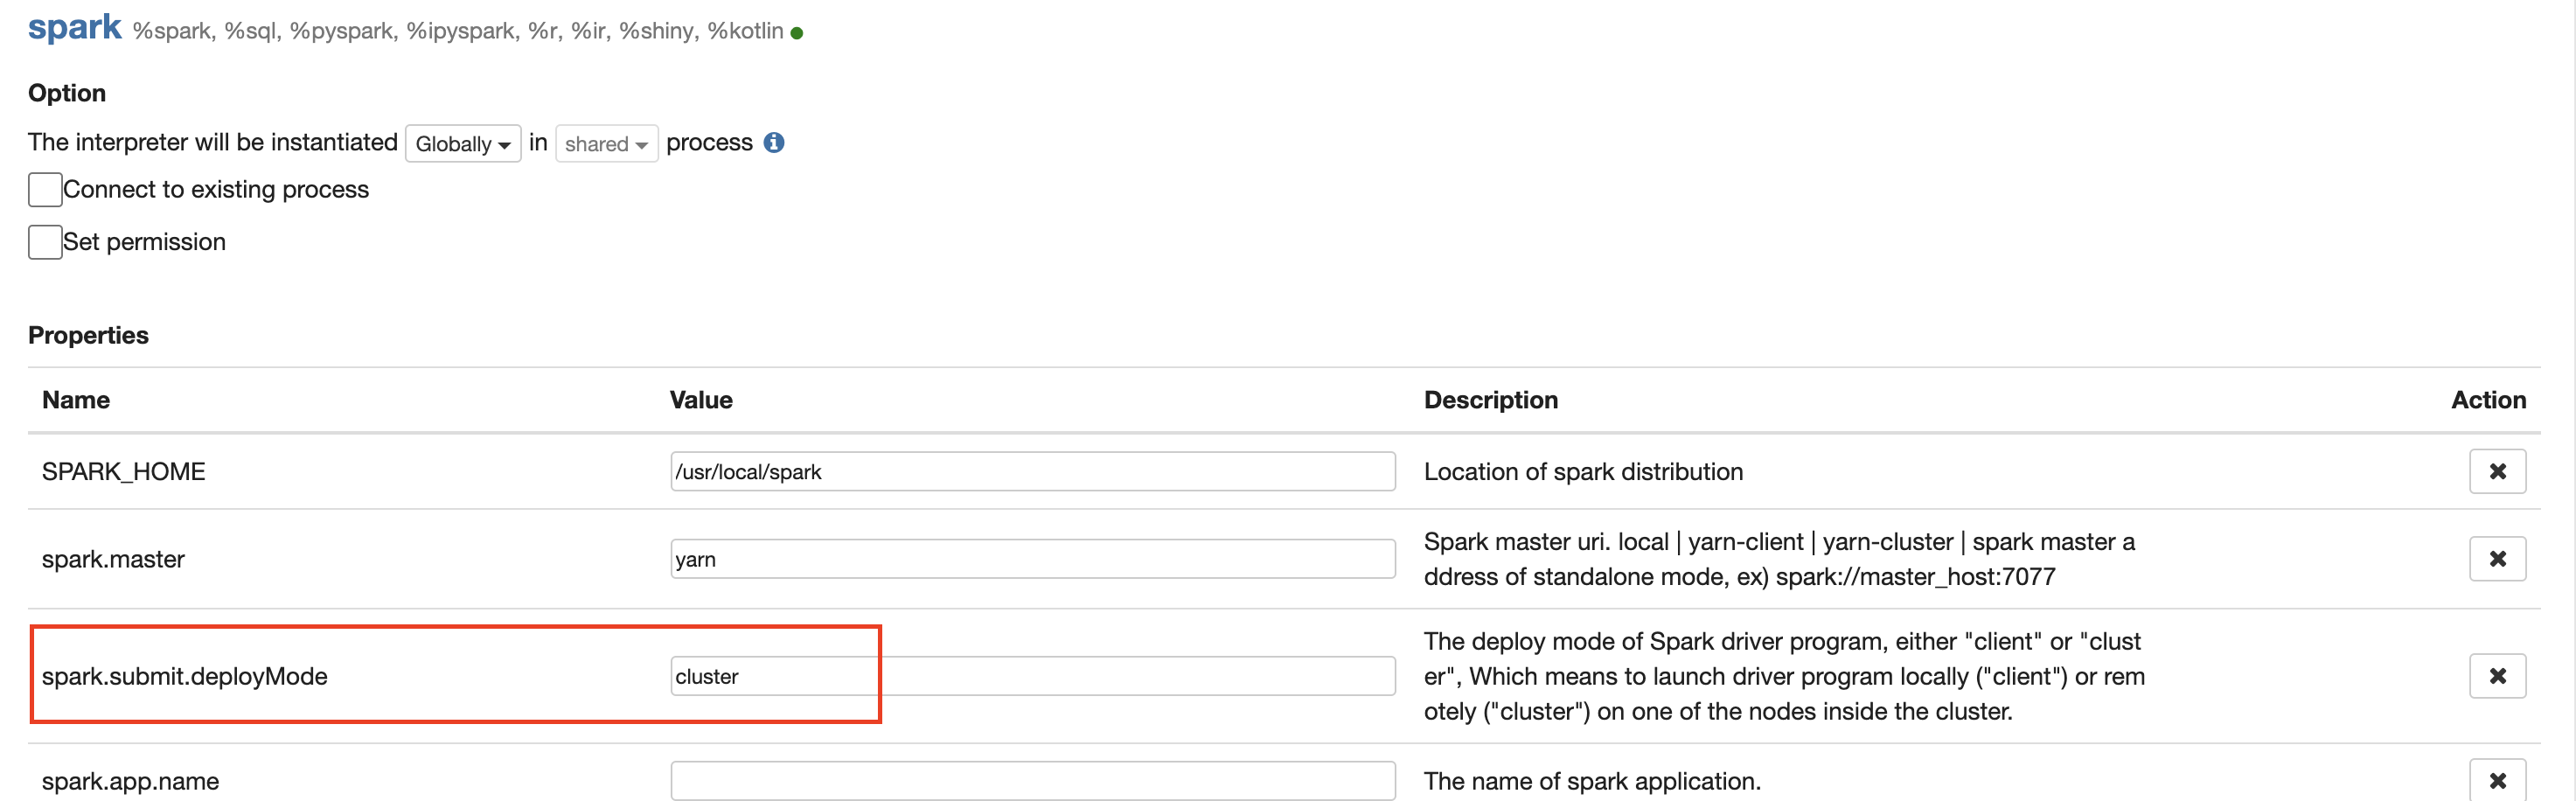 spark %spark, %sql, %pyspark, %ipyspark, %r, %ir, %shiny, %kotlin
Option
The interpreter will be instantiated Globally in shared process
Connect to existing process
Set permission
Properties
Name Value Description Action
SPARK_HOME /usr/local/spark Location of spark distribution
spark.master yarn Spark master uri. local | yarn-client | yarn-cluster | spark master a
ddress of standalone mode, ex) spark://master_host:7077
spark.submit.deployMode cluster The deploy mode of Spark driver program, either "client" or "clust
er", Which means to launch driver program locally ("client") or rem
otely ("cluster") on one of the nodes inside the cluster.
spark.app.name The name of spark application.